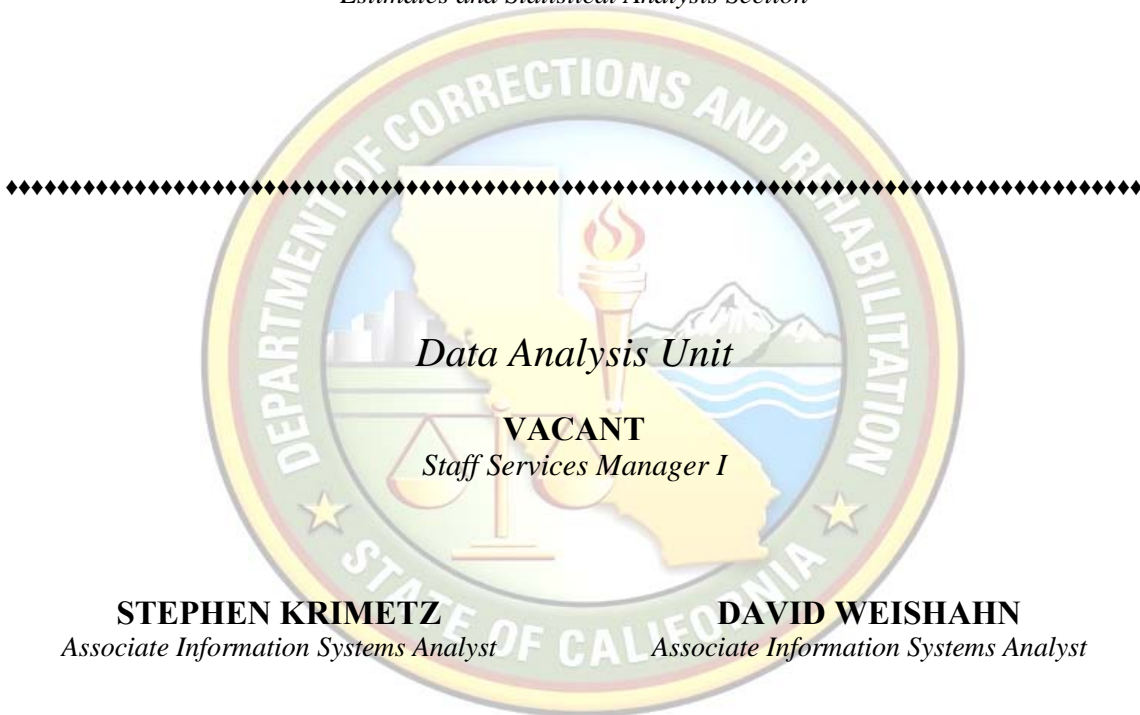 Estimates and Statistical Analysis Section
DEPARTMENT OF CORRECTIONS AND REHABILITATION
Data Analysis Unit
VACANT
Staff Services Manager I
STEPHEN KRIMETZ
Associate Information Systems Analyst
DAVID WEISHAHN
Associate Information Systems Analyst
STATE OF CALIFORNIA